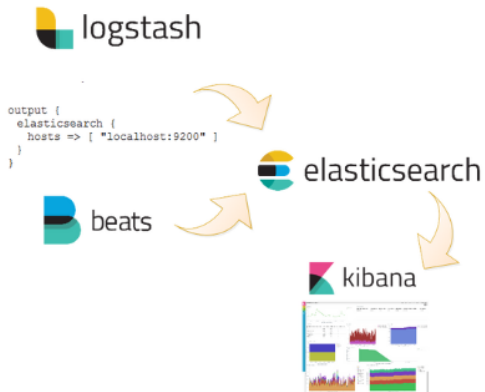 logstash
output {
  elasticsearch {
    hosts => [ "localhost:9200" ]
  }
}
elasticsearch
beats
kibana